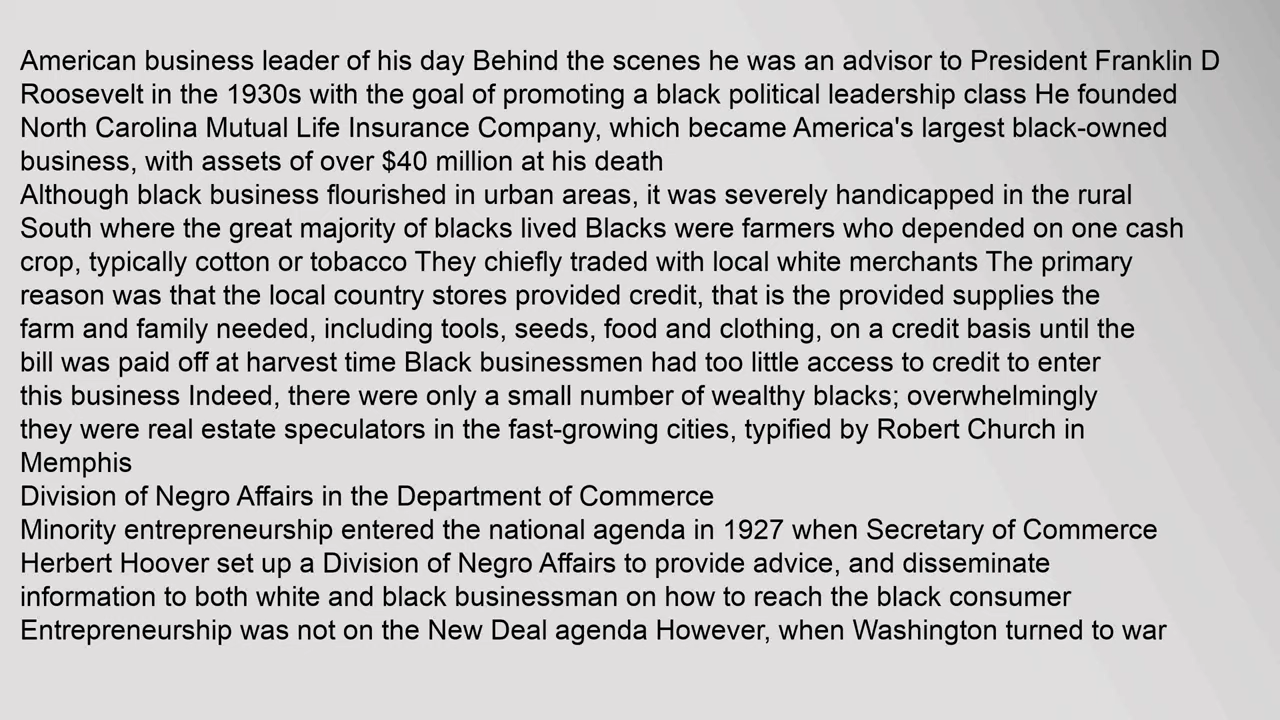 American business leader of his day Behind the scenes he was an advisor to President Franklin D
Roosevelt in the 1930s with the goal of promoting a black political leadership class He founded
North Carolina Mutual Life Insurance Company, which became America's largest black-owned
business, with assets of over $40 million at his death
Although black business flourished in urban areas, it was severely handicapped in the rural
South where the great majority of blacks lived Blacks were farmers who depended on one cash
crop, typically cotton or tobacco They chiefly traded with local white merchants The primary
reason was that the local country stores provided credit, that is the provided supplies the
farm and family needed, including tools, seeds, food and clothing, on a credit basis until the
bill was paid off at harvest time Black businessmen had too little access to credit to enter
this business Indeed, there were only a small number of wealthy blacks; overwhelmingly
they were real estate speculators in the fast-growing cities, typified by Robert Church in
Memphis
Division of Negro Affairs in the Department of Commerce
Minority entrepreneurship entered the national agenda in 1927 when Secretary of Commerce
Herbert Hoover set up a Division of Negro Affairs to provide advice, and disseminate
information to both white and black businessman on how to reach the black consumer
Entrepreneurship was not on the New Deal agenda However, when Washington turned to war